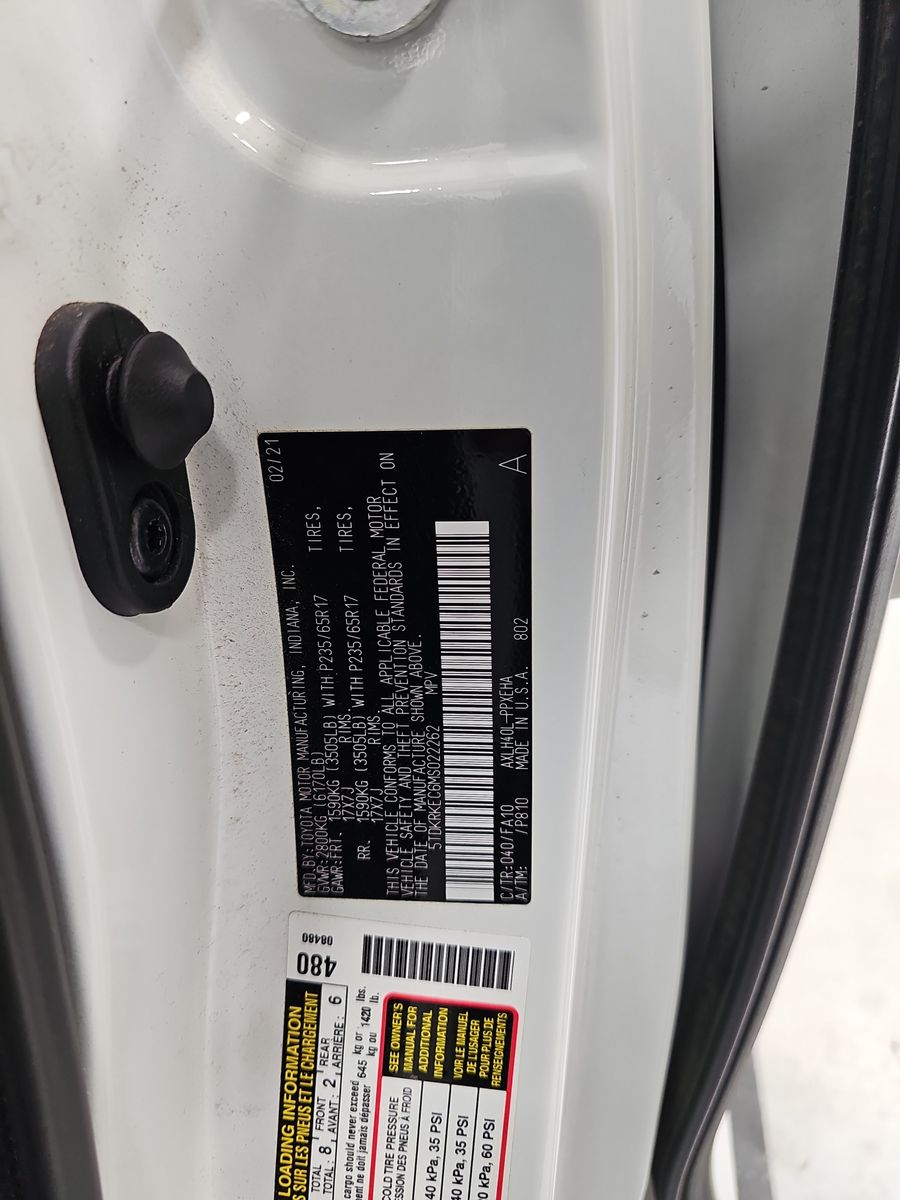 MFD.BY:TOYOTA MOTOR MANUFACTURING, INDIANA, INC. 02/21
GVWR:2800KG (6170LB)
GAWR:FRT. 1590KG (3505LB) WITH P235/65R17 TIRES,
17X7J RIMS,
RR. 1590KG (3505LB) WITH P235/65R17 TIRES,
17X7J RIMS
THIS VEHICLE CONFORMS TO ALL APPLICABLE FEDERAL MOTOR
VEHICLE SAFETY AND THEFT PREVENTION STANDARDS IN EFFECT ON
THE DATE OF MANUFACTURE SHOWN ABOVE.
5TDKRKEC6MS022262 MPV
C/TR:040/FA10 AXLH40L-PPXEHA A
A/TM: /P810 MADE IN U.S.A. 802
480
08480
LOADING INFORMATION
SUR LES PNEUS ET LE CHARGEMENT
TOTAL 8 FRONT 2 REAR 6
TOTAL: AVANT: ARRIÈRE:
cargo should never exceed 645 kg or 1420 lbs.
ne doit jamais dépasser kg ou lb.
COLD TIRE PRESSURE
DES PNEUS À FROID
SEE OWNER'S
MANUAL FOR
ADDITIONAL
INFORMATION
VOIR LE MANUEL
DE L'USAGER
POUR PLUS DE
RENSEIGNEMENTS
40 kPa, 35 PSI
40 kPa, 35 PSI
0 kPa, 60 PSI